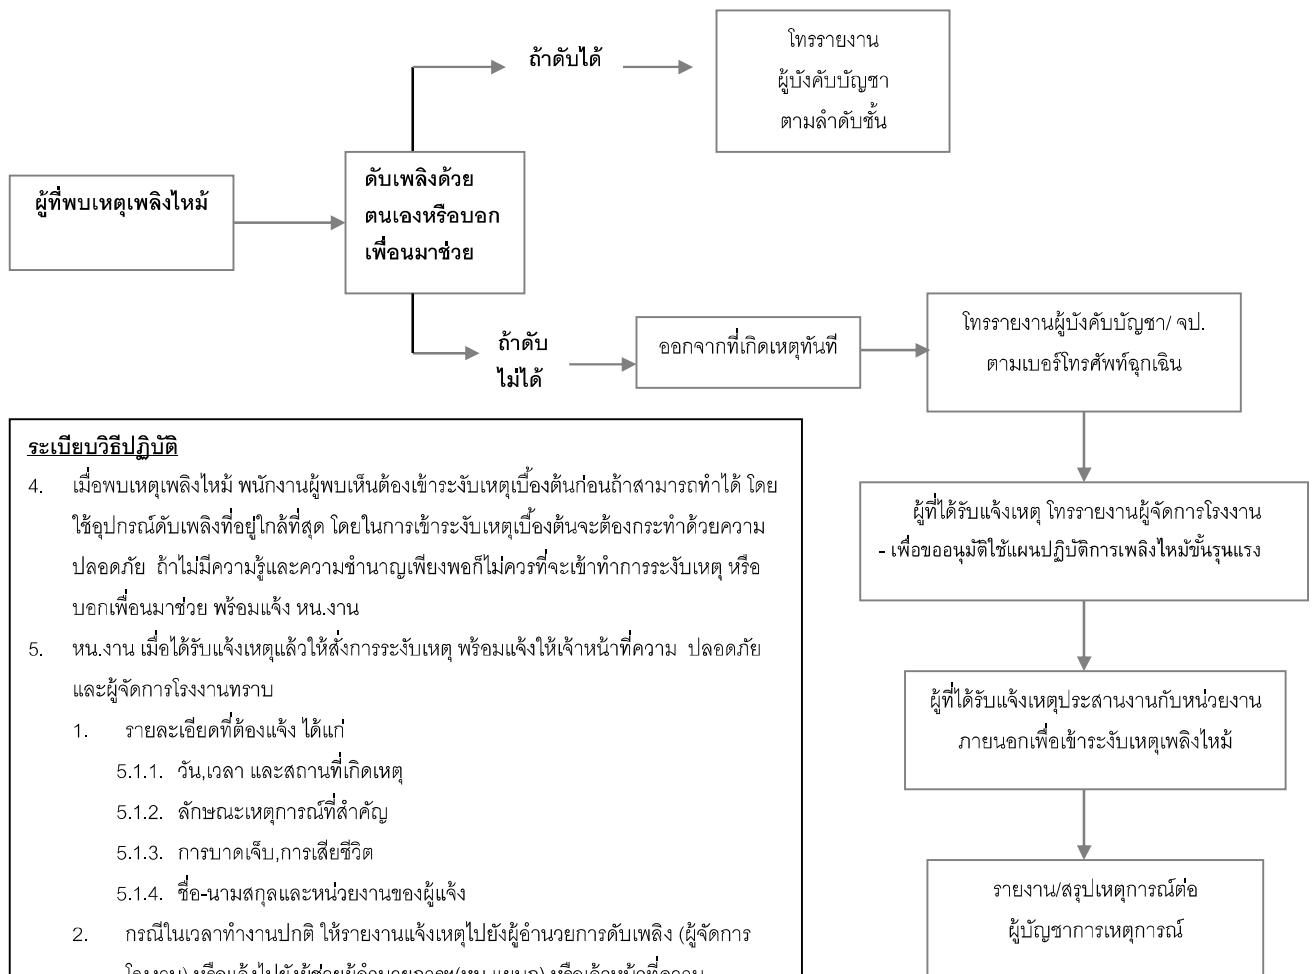 โทรรายงาน
ผู้บังคับบัญชา
ตามลำดับชั้น
ถ้าดับได้
ผู้ที่พบเหตุเพลิงไหม้
ดับเพลิงด้วย
ตนเองหรือบอก
เพื่อนมาช่วย
ถ้าดับ
ไม่ได้
ออกจากที่เกิดเหตุทันที
โทรรายงานผู้บังคับบัญชา/ จป.
ตามเบอร์โทรศัพท์ฉุกเฉิน
ผู้ที่ได้รับแจ้งเหตุ โทรรายงานผู้จัดการโรงงาน
- เพื่อขออนุมัติใช้แผนปฏิบัติการเพลิงไหม้ขั้นรุนแรง
ผู้ที่ได้รับแจ้งเหตุประสานงานกับหน่วยงาน
ภายนอกเพื่อเข้าระงับเหตุเพลิงไหม้
รายงาน/สรุปเหตุการณ์ต่อ
ผู้บัญชาการเหตุการณ์
ระเบียบวิธีปฏิบัติ
4. เมื่อพบเหตุเพลิงไหม้ พนักงานผู้พบเห็นต้องเข้าระงับเหตุเบื้องต้นก่อนถ้าสามารถทำได้ โดย
ใช้อุปกรณ์ดับเพลิงที่อยู่ใกล้ที่สุด โดยในการเข้าระงับเหตุเบื้องต้นจะต้องกระทำด้วยความ
ปลอดภัย ถ้าไม่มีความรู้และความชำนาญเพียงพอก็ไม่ควรที่จะเข้าทำการระงับเหตุ หรือ
บอกเพื่อนมาช่วย พร้อมแจ้ง หน.งาน
5. หน.งาน เมื่อได้รับแจ้งเหตุแล้วให้สั่งการระงับเหตุ พร้อมแจ้งให้เจ้าหน้าที่ความ ปลอดภัย
และผู้จัดการโรงงานทราบ
1. รายละเอียดที่ต้องแจ้ง ได้แก่
5.1.1. วัน,เวลา และสถานที่เกิดเหตุ
5.1.2. ลักษณะเหตุการณ์ที่สำคัญ
5.1.3. การบาดเจ็บ,การเสียชีวิต
5.1.4. ชื่อ-นามสกุลและหน่วยงานของผู้แจ้ง
2. กรณีในเวลาทำงานปกติ ให้รายงานแจ้งเหตุไปยังผู้อำนวยการดับเพลิง (ผู้จัดการ